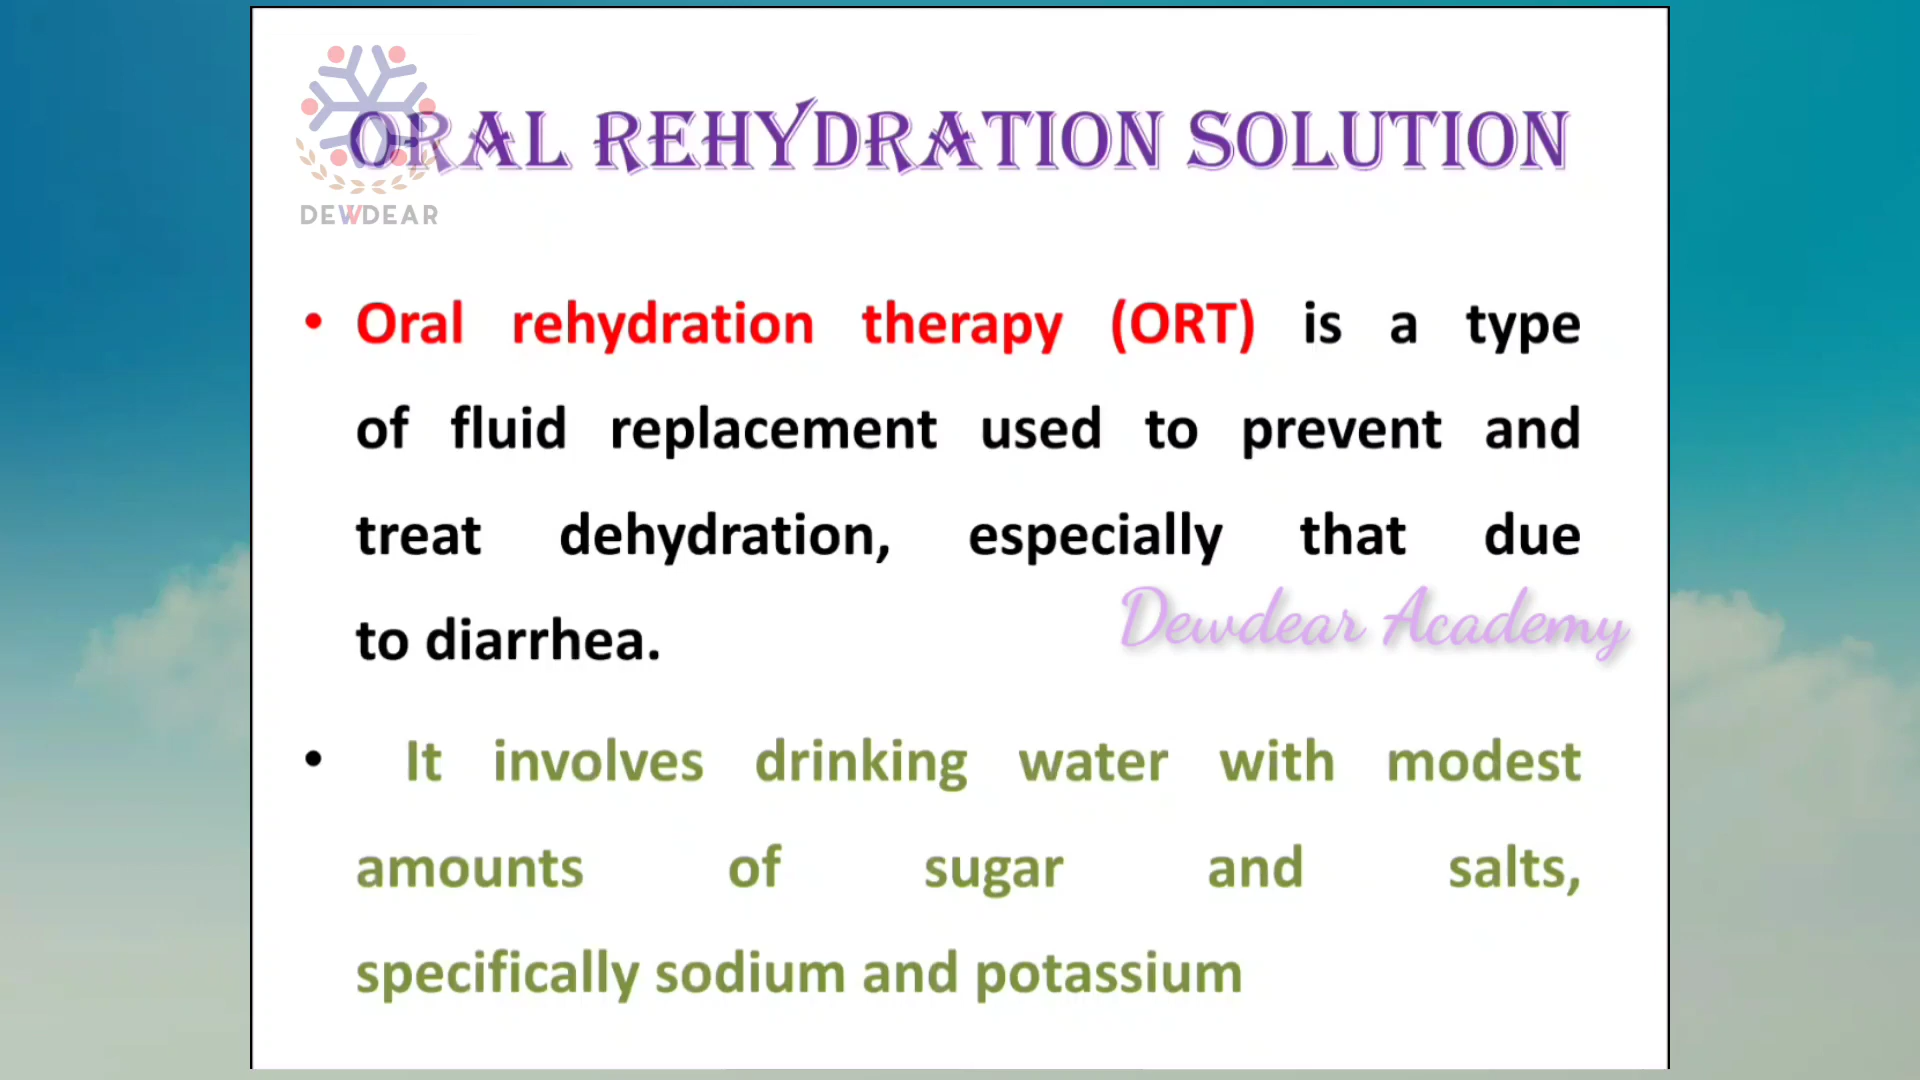 ORAL REHYDRATION SOLUTION
DEWDEAR
• Oral rehydration therapy (ORT) is a type
of fluid replacement used to prevent and
treat dehydration, especially that due
to diarrhea.
Dewdear Academy
• It involves drinking water with modest
amounts of sugar and salts,
specifically sodium and potassium